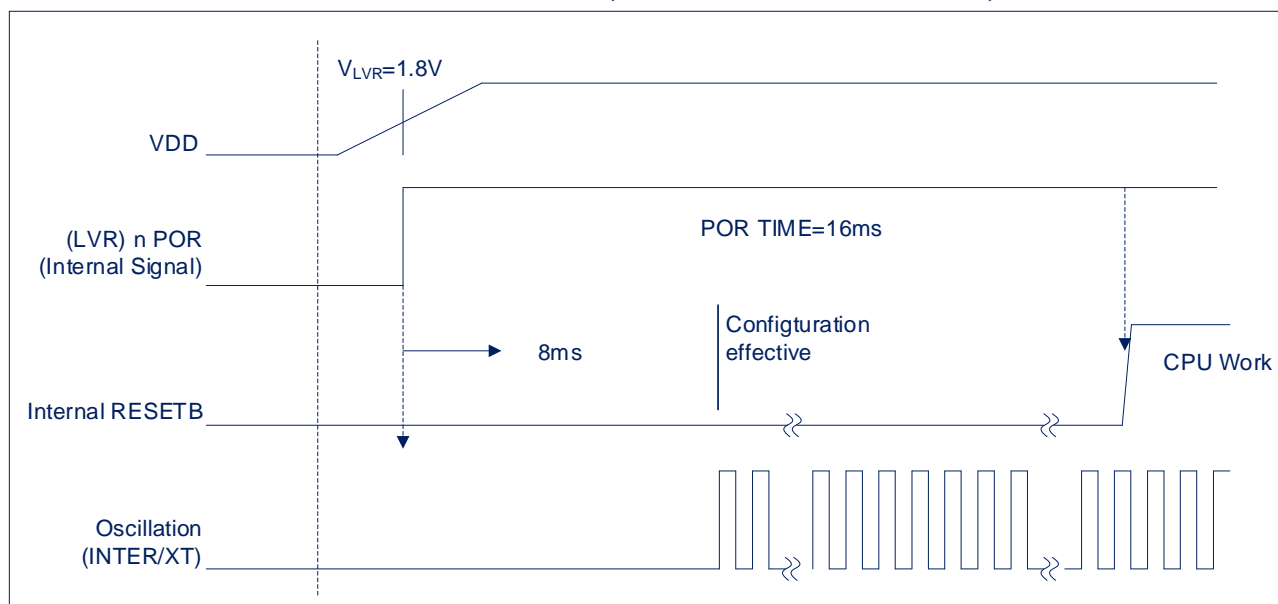 V_LVR=1.8V
VDD
(LVR) n POR
(Internal Signal)
POR TIME=16ms
8ms
Configturation
effective
CPU Work
Internal RESETB
Oscillation
(INTER/XT)